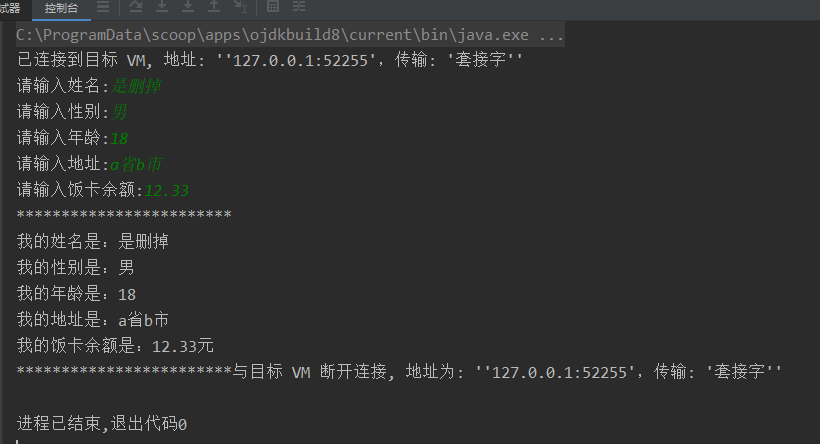 试器 控制台
C:\ProgramData\scoop\apps\ojdkbuild8\current\bin\java.exe ...
已连接到目标 VM, 地址: ''127.0.0.1:52255', 传输: '套接字''
请输入姓名:是删掉
请输入性别:男
请输入年龄:18
请输入地址:a省b市
请输入饭卡余额:12.33
************************
我的姓名是: 是删掉
我的性别是: 男
我的年龄是: 18
我的地址是: a省b市
我的饭卡余额是: 12.33元
************************与目标 VM 断开连接, 地址为: ''127.0.0.1:52255', 传输: '套接字''
进程已结束,退出代码0